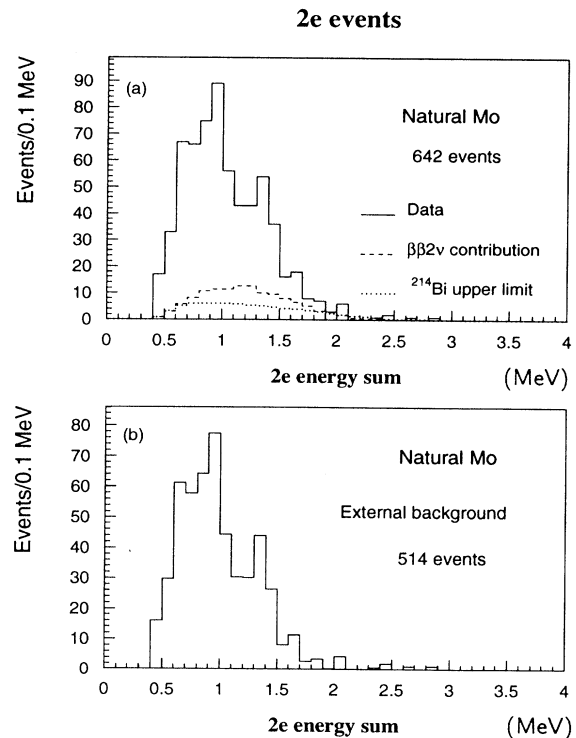 2e events
Events/0.1 MeV
(a)
Natural Mo
642 events
Data
ββ2ν contribution
²¹⁴Bi upper limit
90
80
70
60
50
40
30
20
10
0
0 0.5 1 1.5 2 2.5 3 3.5 4
2e energy sum (MeV)
Events/0.1 MeV
(b)
Natural Mo
External background
514 events
80
70
60
50
40
30
20
10
0
0 0.5 1 1.5 2 2.5 3 3.5 4
2e energy sum (MeV)